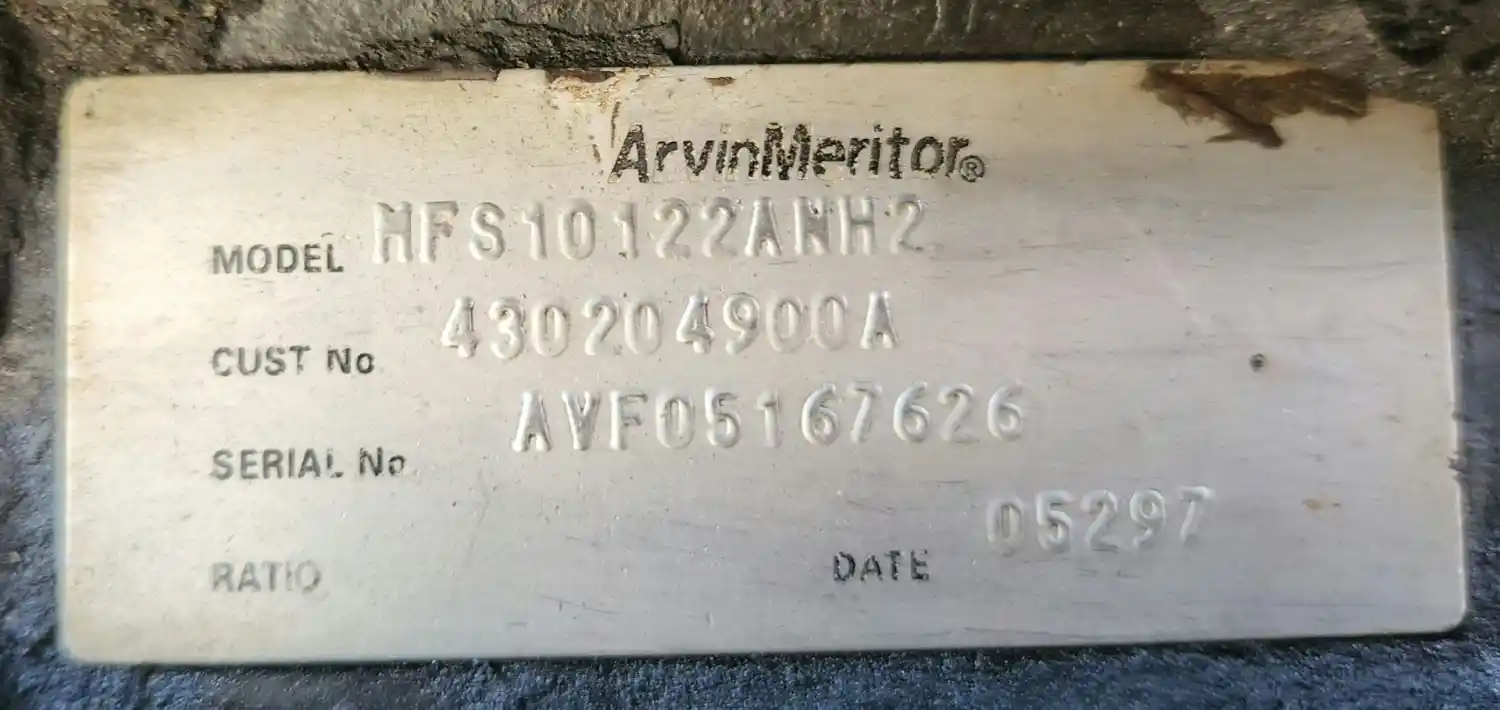 ArvinMeritor®
MODEL MFS10122ANH2
CUST No 430204900A
SERIAL No AVF05167626
RATIO DATE 05297